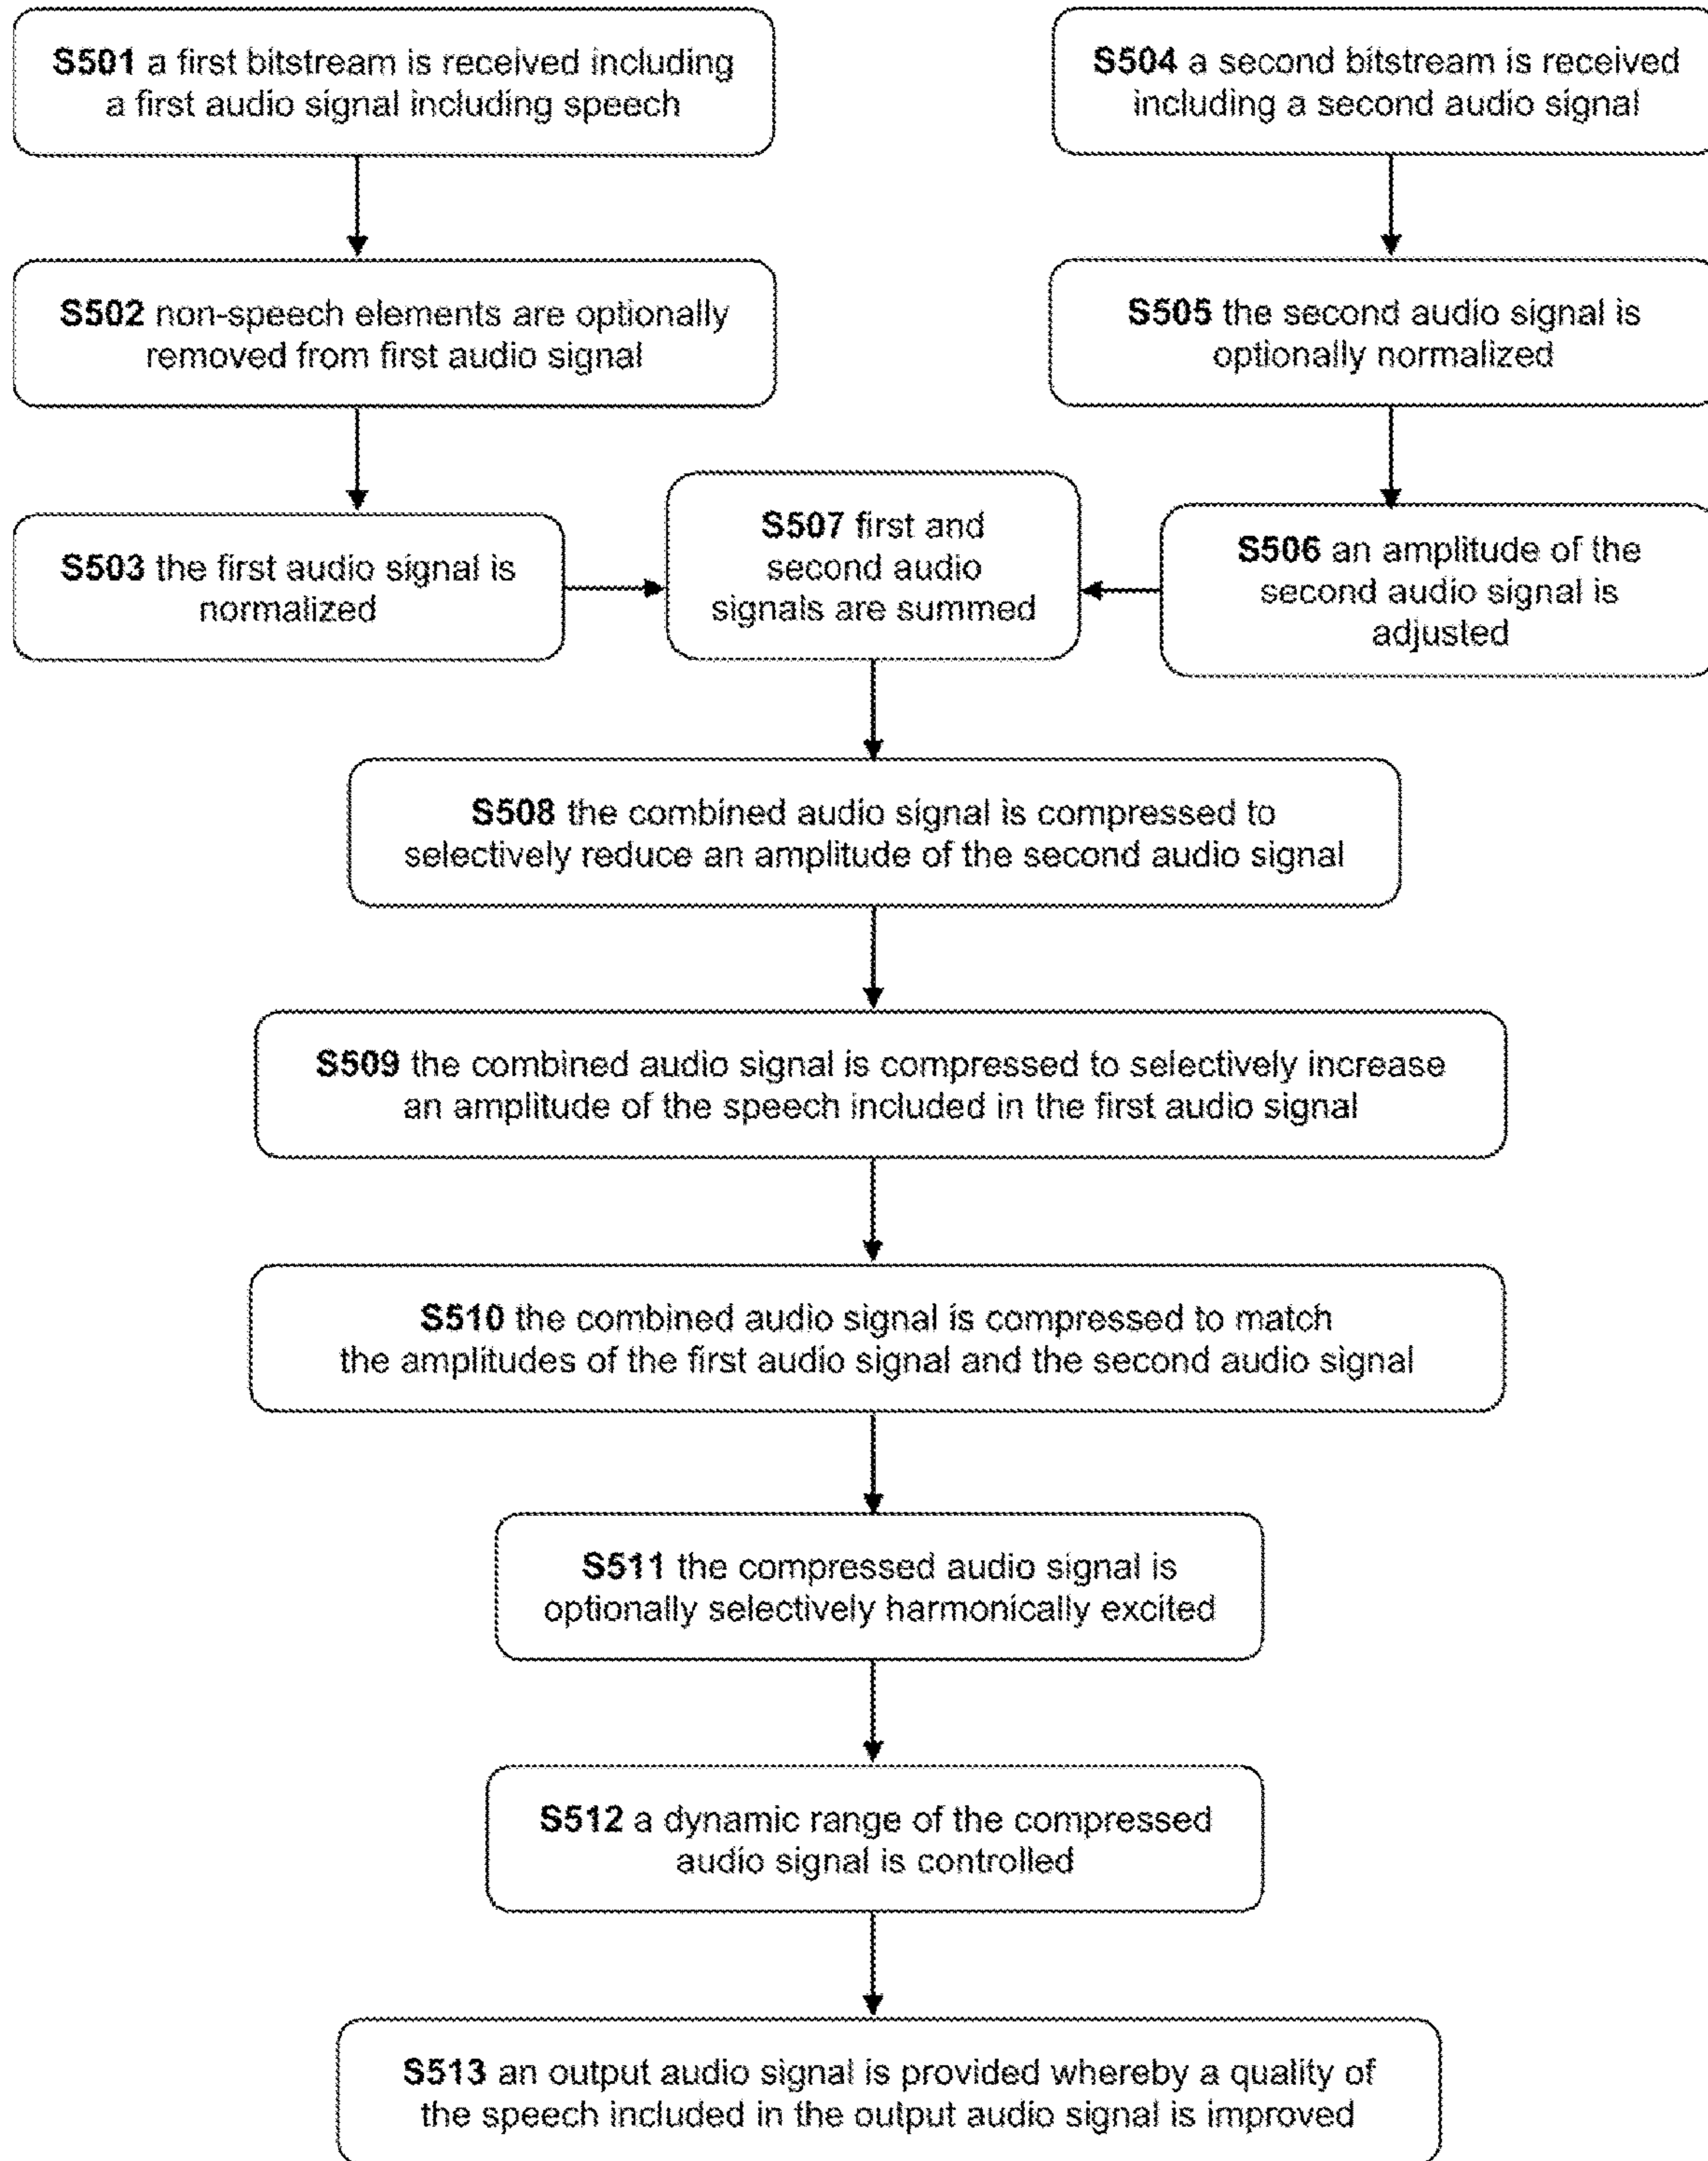 S501 a first bitstream is received including
a first audio signal including speech
S504 a second bitstream is received
including a second audio signal
S502 non-speech elements are optionally
removed from first audio signal
S505 the second audio signal is
optionally normalized
S503 the first audio signal is
normalized
S507 first and
second audio
signals are summed
S506 an amplitude of the
second audio signal is
adjusted
S508 the combined audio signal is compressed to
selectively reduce an amplitude of the second audio signal
S509 the combined audio signal is compressed to selectively increase
an amplitude of the speech included in the first audio signal
S510 the combined audio signal is compressed to match
the amplitudes of the first audio signal and the second audio signal
S511 the compressed audio signal is
optionally selectively harmonically excited
S512 a dynamic range of the compressed
audio signal is controlled
S513 an output audio signal is provided whereby a quality of
the speech included in the output audio signal is improved